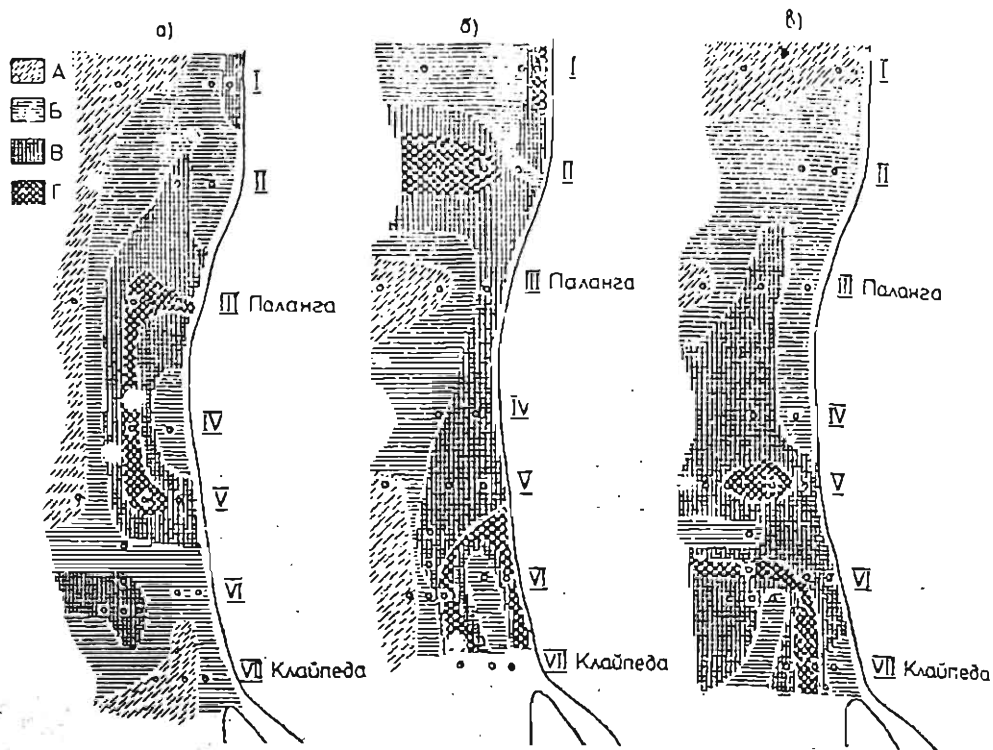 а) б) в)
А
Б
В
Г
I
II
III Паланга
IV
V
VI
VII Клайпеда
I
II
III Паланга
IV
V
VI
VII Клайпеда
I
II
III Паланга
IV
V
VI
VII Клайпеда